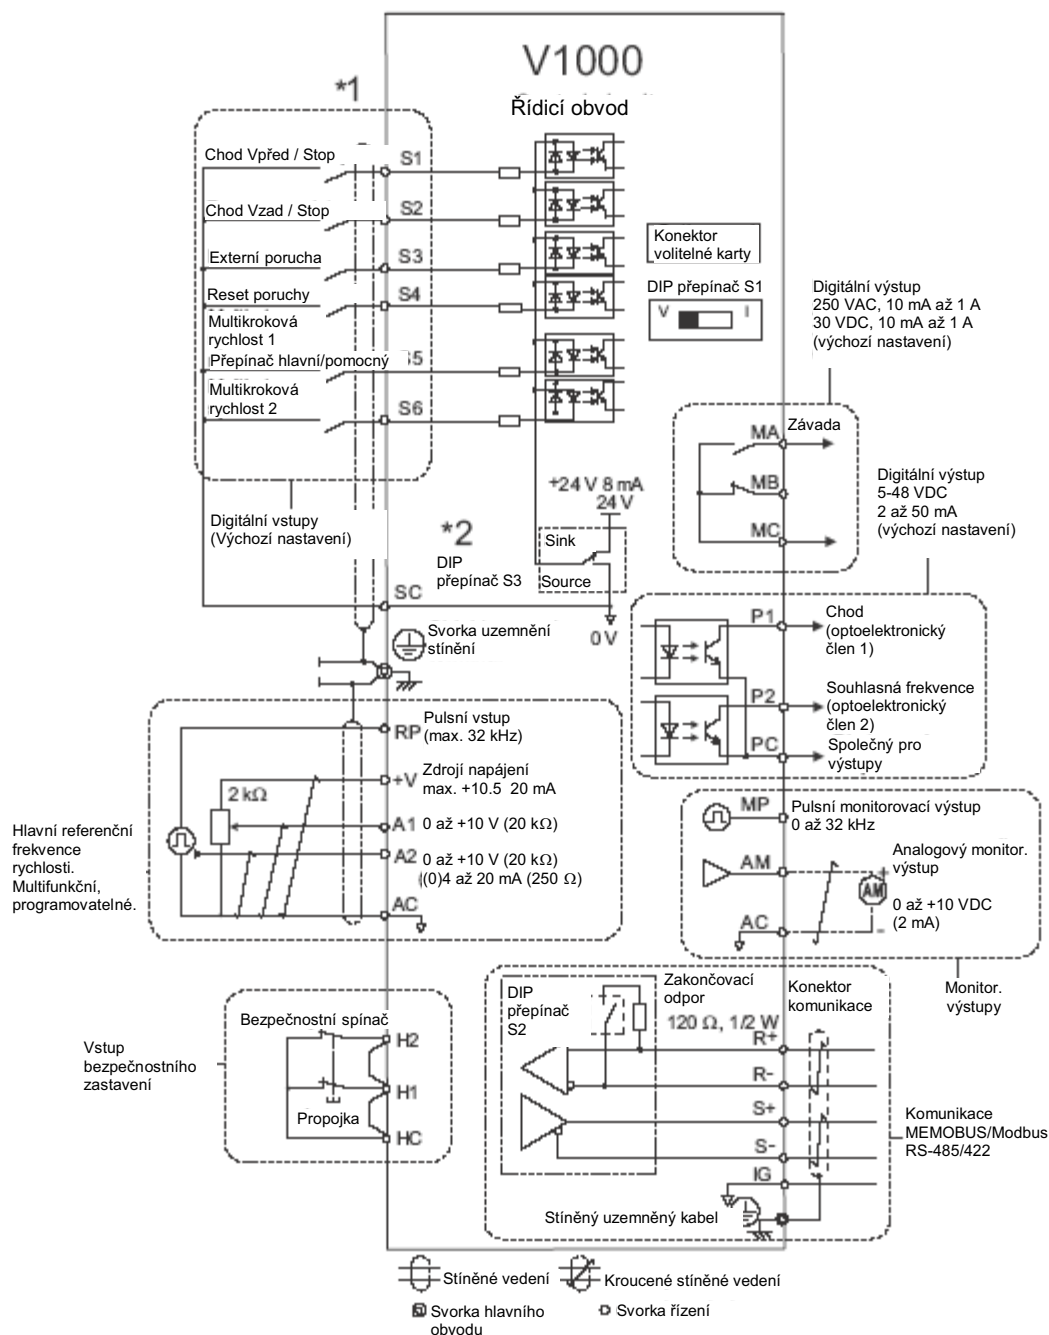 V1000
Řídicí obvod
*1
Chod Vpřed / Stop
S1
Chod Vzad / Stop
S2
Externí porucha
S3
Reset poruchy
S4
Multikroková
rychlost 1
Přepínač hlavní/pomocný
S5
Multikroková
rychlost 2
S6
Konektor
volitelné karty
DIP přepínač S1
V
I
Digitální výstup
250 VAC, 10 mA až 1 A
30 VDC, 10 mA až 1 A
(výchozí nastavení)
MA
Závada
MB
MC
Digitální výstup
5-48 VDC
2 až 50 mA
(výchozí nastavení)
Digitální vstupy
(Výchozí nastavení)
*2
DIP
přepínač S3
+24 V 8 mA
24 V
Sink
Source
SC
0 V
Svorka uzemnění
stínění
P1
Chod
(optoelektronický
člen 1)
P2
Souhlasná frekvence
(optoelektronický
člen 2)
PC
Společný pro
výstupy
RP
Pulsní vstup
(max. 32 kHz)
+V
Zdrojí napájení
max. +10.5 20 mA
2 kΩ
A1
0 až +10 V (20 kΩ)
A2
0 až +10 V (20 kΩ)
((0)4 až 20 mA (250 Ω)
AC
Hlavní referenční
frekvence
rychlosti.
Multifunkční,
programovatelné.
MP
Pulsní monitorovací výstup
0 až 32 kHz
AM
Analogový monitor.
výstup
+
AM
0 až +10 VDC
(2 mA)
AC
-
Monitor.
výstupy
Vstup
bezpečnostního
zastavení
Bezpečnostní spínač
H2
H1
Propojka
HC
DIP
přepínač
S2
Zakončovací
odpor
120 Ω, 1/2 W
Konektor
komunikace
R+
R-
S+
S-
IG
Komunikace
MEMOBUS/Modbus
RS-485/422
Stíněný uzemněný kabel
Stíněné vedení
Kroucené stíněné vedení
Svorka hlavního
obvodu
Svorka řízení